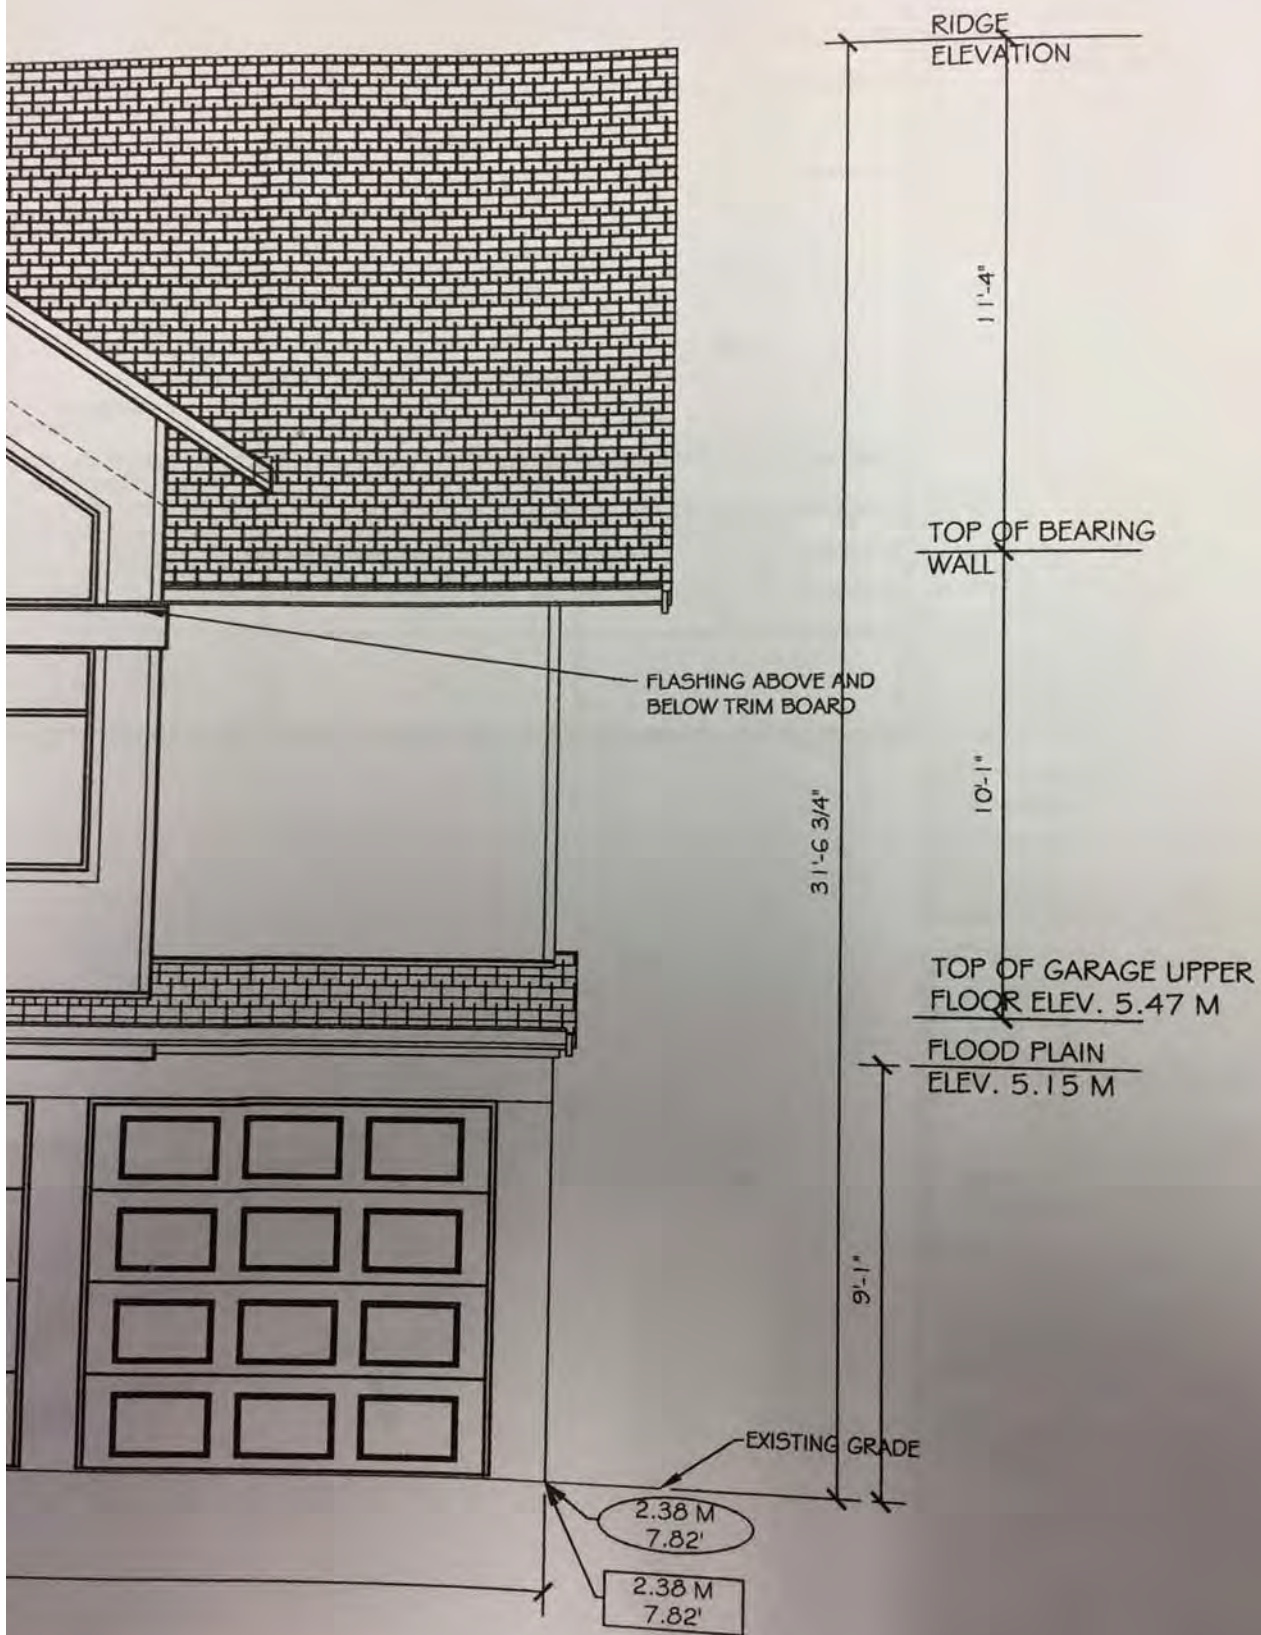 RIDGE
ELEVATION
11'-4"
TOP OF BEARING
WALL
FLASHING ABOVE AND
BELOW TRIM BOARD
10'-1"
31'-6 3/4"
TOP OF GARAGE UPPER
FLOOR ELEV. 5.47 M
FLOOD PLAIN
ELEV. 5.15 M
9'-1"
EXISTING GRADE
2.38 M
7.82'
2.38 M
7.82'